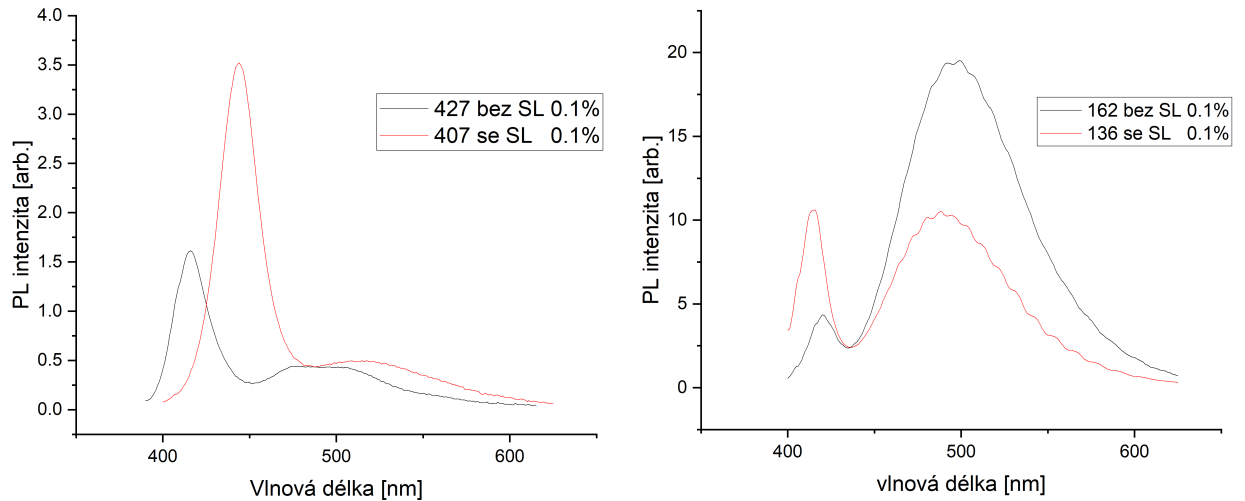 4.0
3.5
3.0
2.5
2.0
1.5
1.0
0.5
0.0
PL intenzita [arb.]
427 bez SL 0.1%
407 se SL 0.1%
400 500 600
Vlnová délka [nm]
20
15
10
5
0
PL intenzita [arb.]
162 bez SL 0.1%
136 se SL 0.1%
400 500 600
vlnová délka [nm]